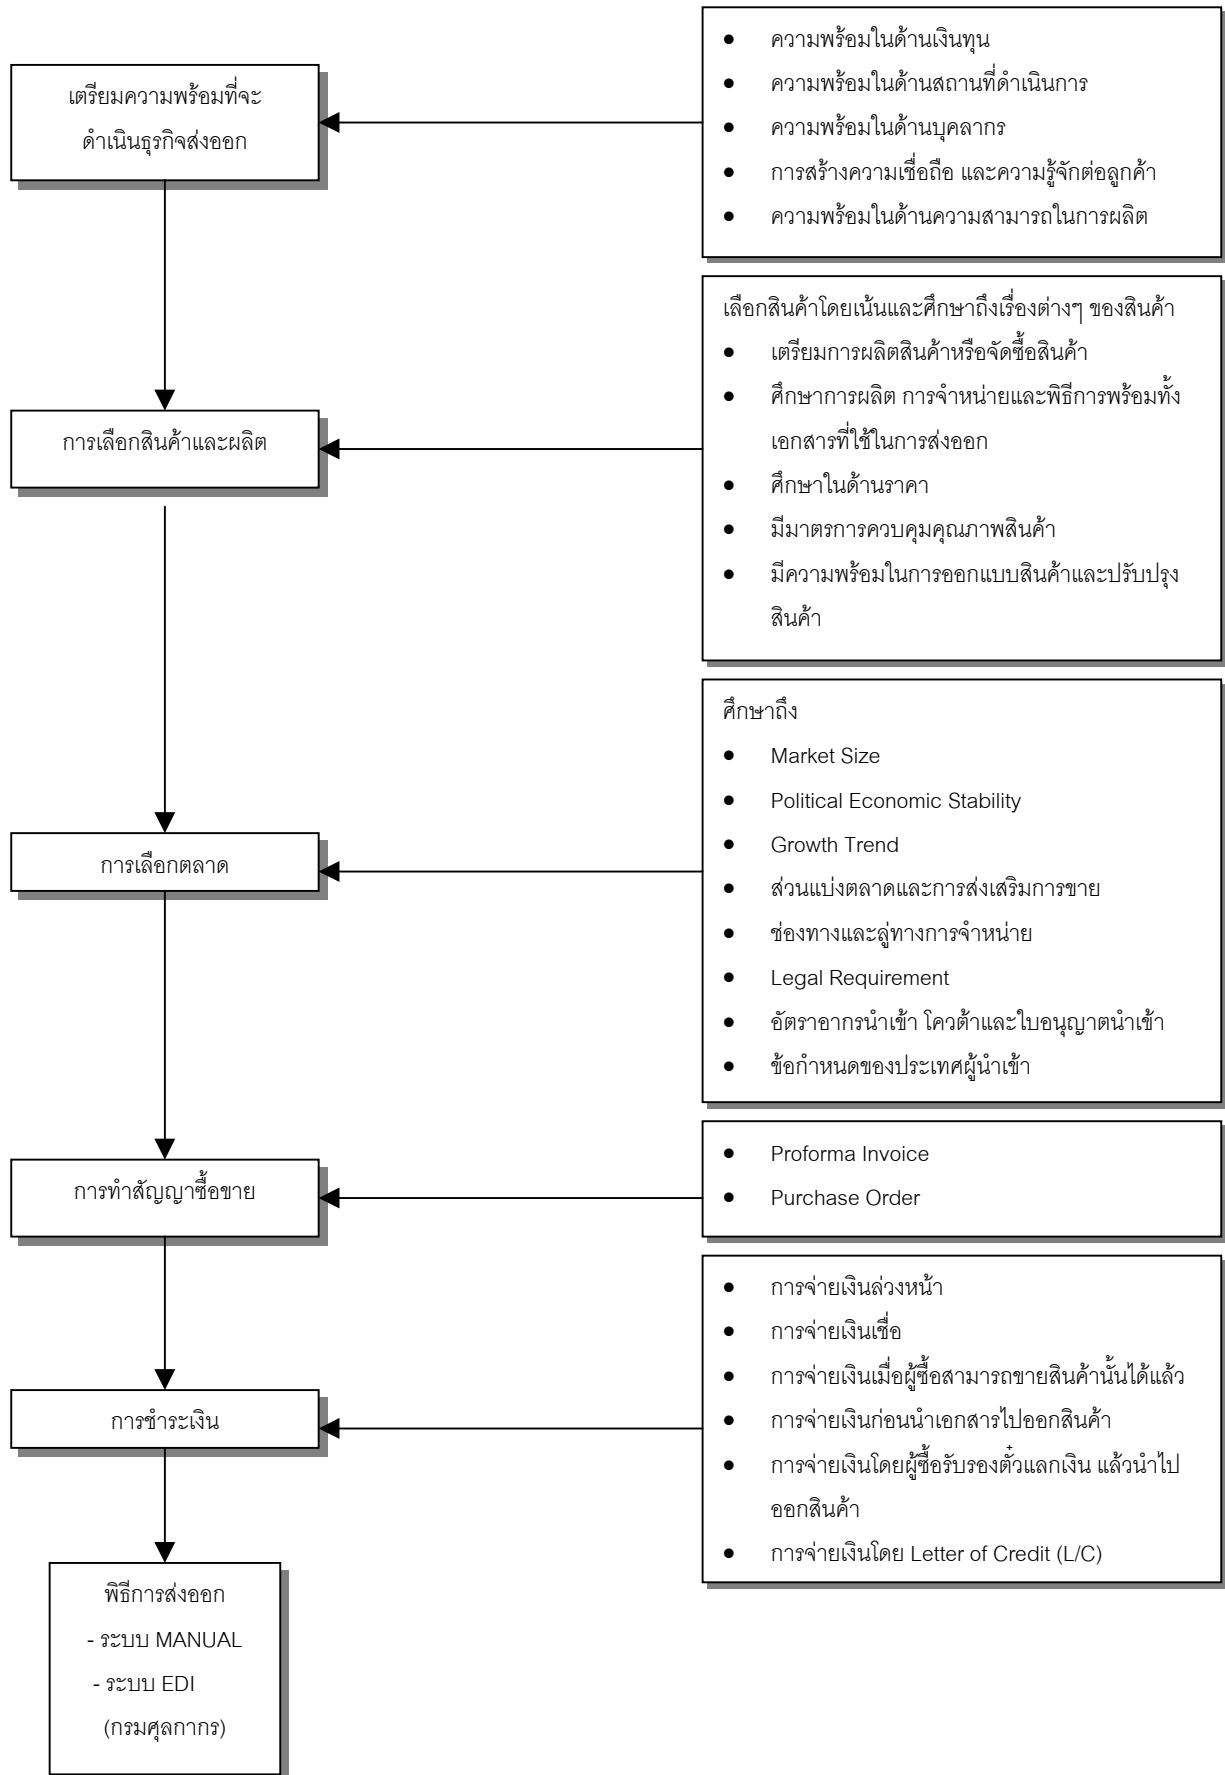 เตรียมความพร้อมที่จะ
ดำเนินธุรกิจส่งออก
• ความพร้อมในด้านเงินทุน
• ความพร้อมในด้านสถานที่ดำเนินการ
• ความพร้อมในด้านบุคลากร
• การสร้างความเชื่อถือ และความรู้จักต่อลูกค้า
• ความพร้อมในด้านความสามารถในการผลิต
การเลือกสินค้าและผลิต
เลือกสินค้าโดยเน้นและศึกษาถึงเรื่องต่างๆ ของสินค้า
• เตรียมการผลิตสินค้าหรือจัดซื้อสินค้า
• ศึกษาการผลิต การจำหน่ายและพิธีการพร้อมทั้ง
เอกสารที่ใช้ในการส่งออก
• ศึกษาในด้านราคา
• มีมาตรการควบคุมคุณภาพสินค้า
• มีความพร้อมในการออกแบบสินค้าและปรับปรุง
สินค้า
การเลือกตลาด
ศึกษาถึง
• Market Size
• Political Economic Stability
• Growth Trend
• ส่วนแบ่งตลาดและการส่งเสริมการขาย
• ช่องทางและลู่ทางการจำหน่าย
• Legal Requirement
• อัตราอากรนำเข้า โควต้าและใบอนุญาตนำเข้า
• ข้อกำหนดของประเทศผู้นำเข้า
การทำสัญญาซื้อขาย
• Proforma Invoice
• Purchase Order
การชำระเงิน
• การจ่ายเงินล่วงหน้า
• การจ่ายเงินเชื่อ
• การจ่ายเงินเมื่อผู้ซื้อสามารถขายสินค้านั้นได้แล้ว
• การจ่ายเงินก่อนนำเอกสารไปออกสินค้า
• การจ่ายเงินโดยผู้ซื้อรับรองตั๋วแลกเงิน แล้วนำไป
ออกสินค้า
• การจ่ายเงินโดย Letter of Credit (L/C)
พิธีการส่งออก
- ระบบ MANUAL
- ระบบ EDI
(กรมศุลกากร)